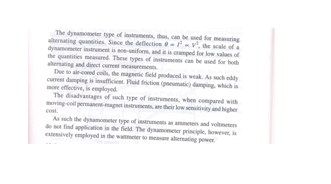 The dynamometer type of instruments, thus, can be used for measuring
alternating quantities. Since the deflection θ ∝ I² ∝ V², the scale of a
dynamometer instrument is non-uniform, and it is cramped for low values of
the quantities measured. These types of instruments can be used for both
alternating and direct current measurements.
Due to air-cored coils, the magnetic field produced is weak. As such eddy
current damping is insufficient. Fluid friction (pneumatic) damping, which is
more effective, is employed.
The disadvantages of such type of instruments, when compared with
moving-coil permanent-magnet instruments, are their low sensitivity and higher
cost.
As such the dynamometer type of instruments as ammeters and voltmeters
do not find application in the field. The dynamometer principle, however, is
extensively employed in the wattmeter to measure alternating power.